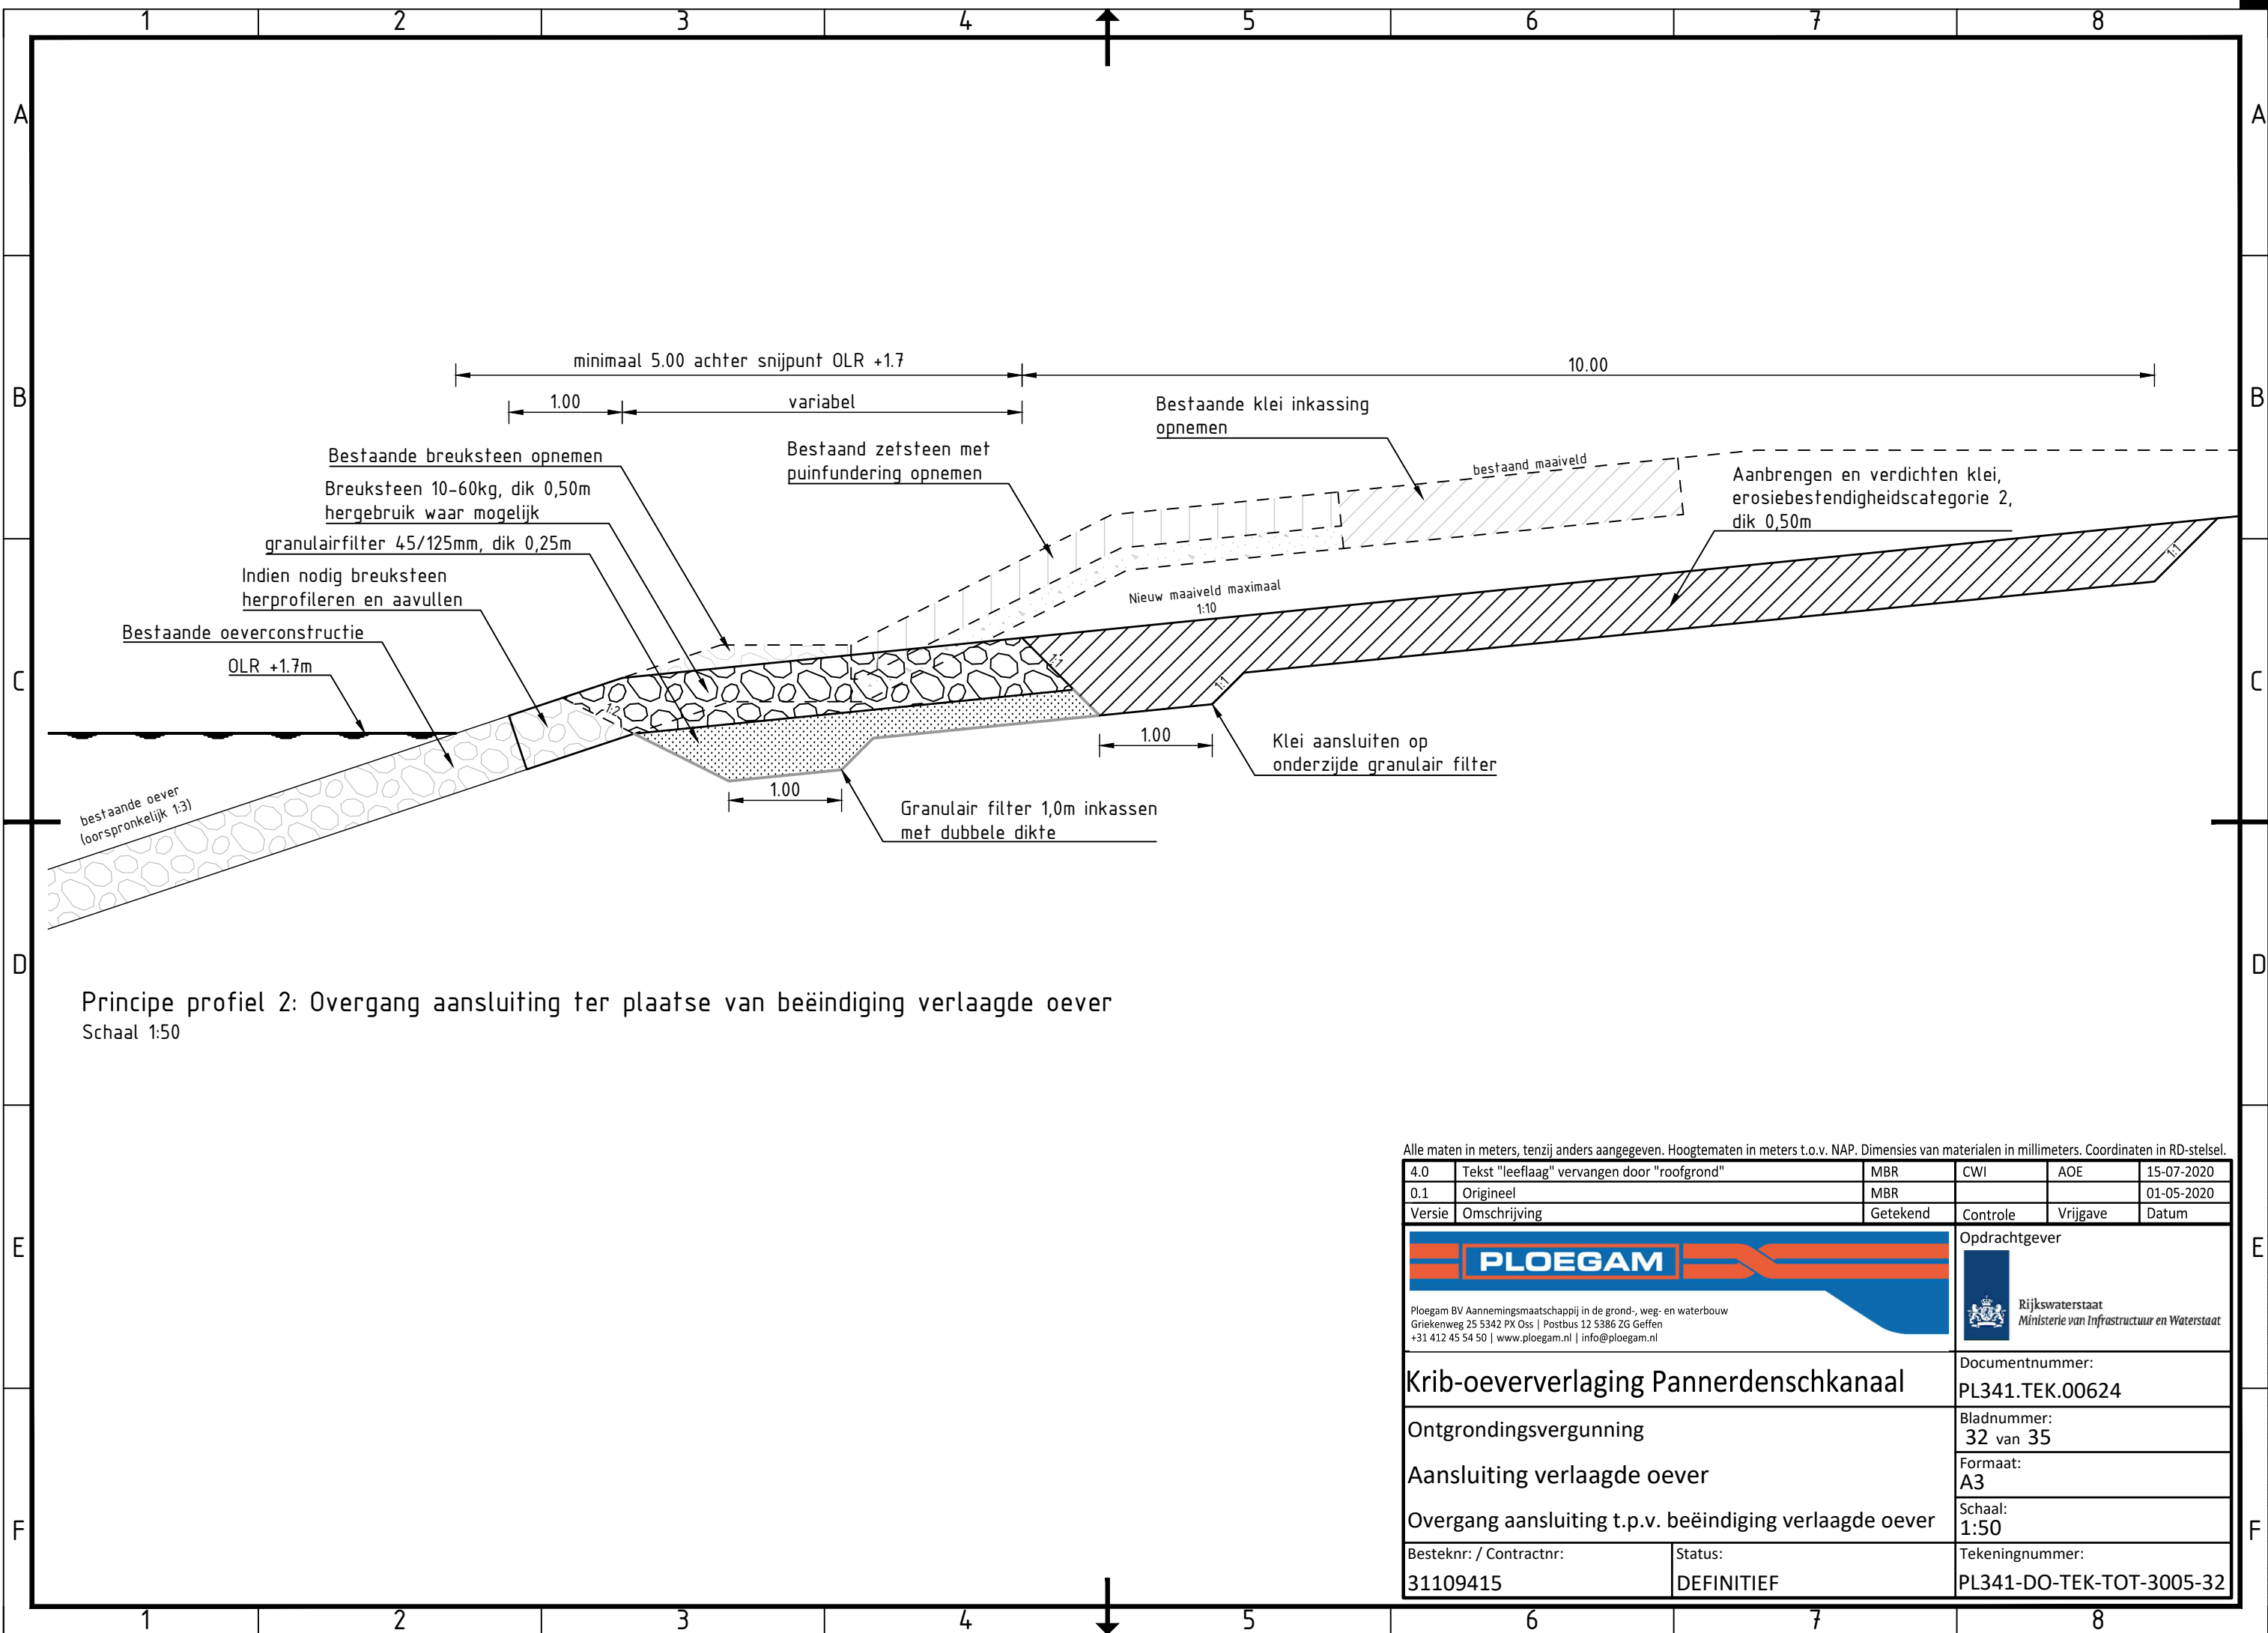 1 2 3 4 5 6 7 8
A A
B B
C C
D D
E E
F F
minimaal 5.00 achter snijpunt OLR +1.7
10.00
1.00
variabel
Bestaande klei inkassing
opnemen
Bestaand zetsteen met
puinfundering opnemen
Bestaande breuksteen opnemen
Breuksteen 10-60kg, dik 0,50m
hergebruik waar mogelijk
granulairfilter 45/125mm, dik 0,25m
Indien nodig breuksteen
herprofileren en aavullen
Bestaande oeverconstructie
OLR +1.7m
bestaand maaiveld
Aanbrengen en verdichten klei,
erosiebestendigheidscategorie 2,
dik 0,50m
Nieuw maaiveld maximaal
1:10
1:1
1:1
1:1
1:2
1.00
1.00
Klei aansluiten op
onderzijde granulair filter
Granulair filter 1,0m inkassen
met dubbele dikte
bestaande oever
(oorspronkelijk 1:3)
Principe profiel 2: Overgang aansluiting ter plaatse van beëindiging verlaagde oever
Schaal 1:50
Alle maten in meters, tenzij anders aangegeven. Hoogtematen in meters t.o.v. NAP. Dimensies van materialen in millimeters. Coordinaten in RD-stelsel.
4.0 Tekst "leeflaag" vervangen door "roofgrond" MBR CWI AOE 15-07-2020
0.1 Origineel MBR 01-05-2020
Versie Omschrijving Getekend Controle Vrijgave Datum
PLOEGAM
Ploegam BV Aannemingsmaatschappij in de grond-, weg- en waterbouw
Griekenweg 25 5342 PX Oss | Postbus 12 5386 ZG Geffen
+31 412 45 54 50 | www.ploegam.nl | info@ploegam.nl
Opdrachtgever
Rijkswaterstaat
Ministerie van Infrastructuur en Waterstaat
Krib-oeververlaging Pannerdenschkanaal
Documentnummer:
PL341.TEK.00624
Ontgrondingsvergunning
Bladnummer:
32 van 35
Aansluiting verlaagde oever
Formaat:
A3
Overgang aansluiting t.p.v. beëindiging verlaagde oever
Schaal:
1:50
Besteknr: / Contractnr:
31109415
Status:
DEFINITIEF
Tekeningnummer:
PL341-DO-TEK-TOT-3005-32
1 2 3 4 5 6 7 8